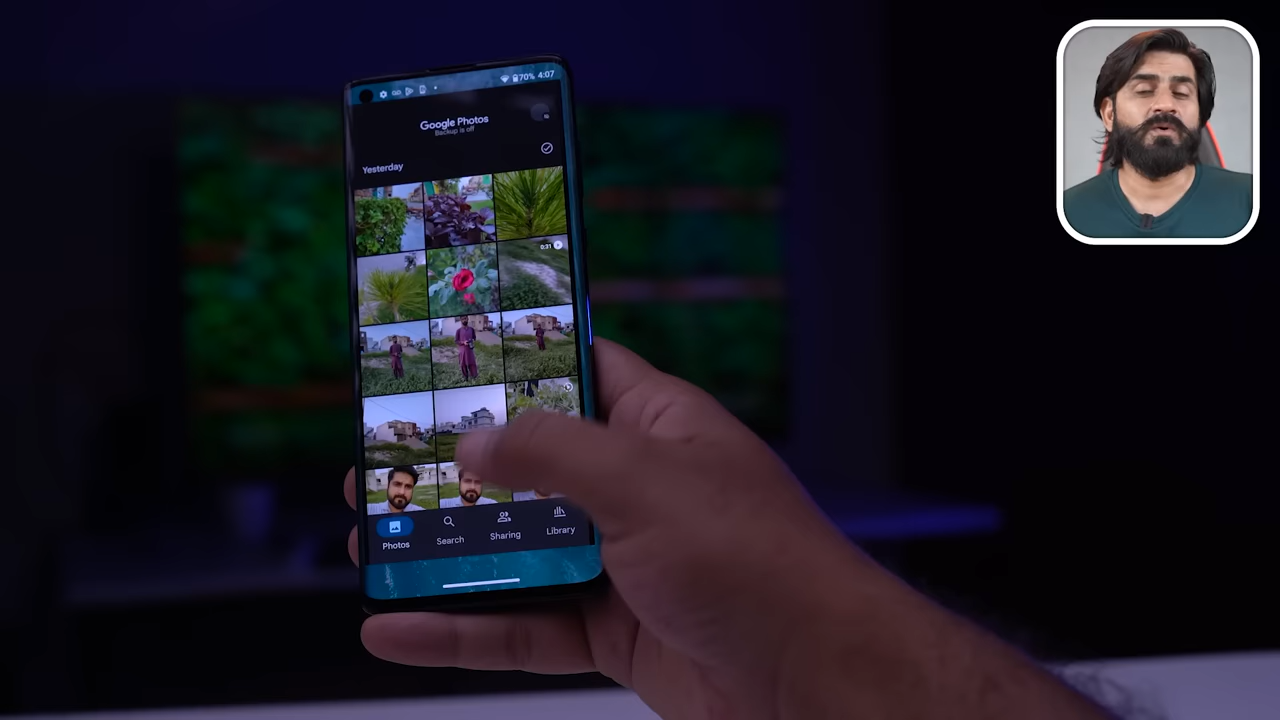 70% 4:07
Google Photos
Backup is off
Yesterday
0:31
Photos
Search
Sharing
Library